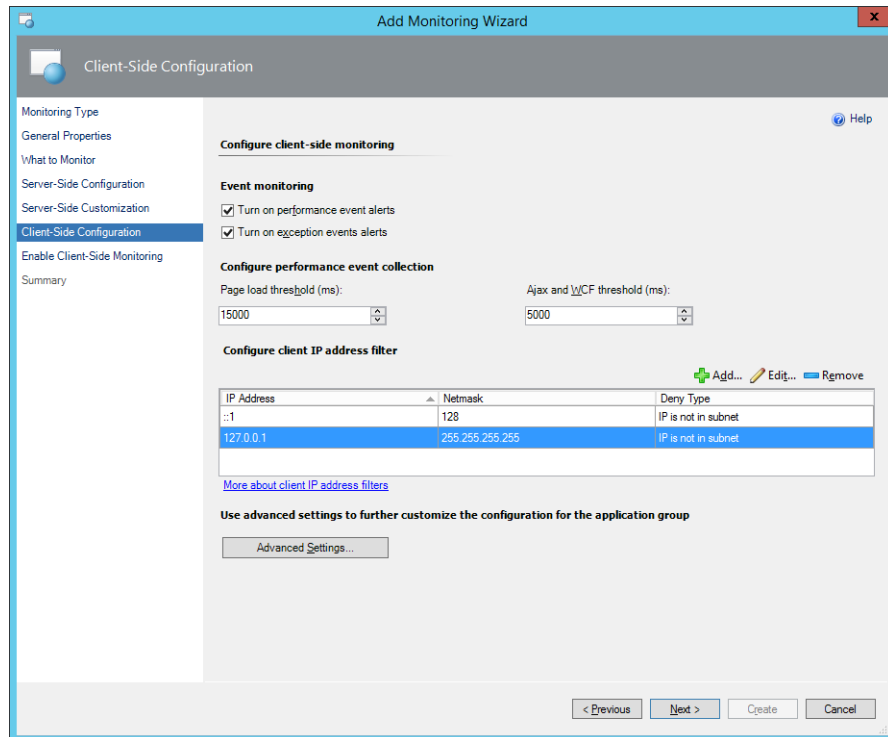 Add Monitoring Wizard
x
Client-Side Configuration
Monitoring Type
General Properties
What to Monitor
Server-Side Configuration
Server-Side Customization
Client-Side Configuration
Enable Client-Side Monitoring
Summary
Help
Configure client-side monitoring
Event monitoring
Turn on performance event alerts
Turn on exception events alerts
Configure performance event collection
Page load threshold (ms): Ajax and WCF threshold (ms):
15000 5000
Configure client IP address filter
Add... Edit... Remove
IP Address Netmask Deny Type
::1 128 IP is not in subnet
127.0.0.1 255.255.255.255 IP is not in subnet
More about client IP address filters
Use advanced settings to further customize the configuration for the application group
Advanced Settings...
< Previous Next > Create Cancel